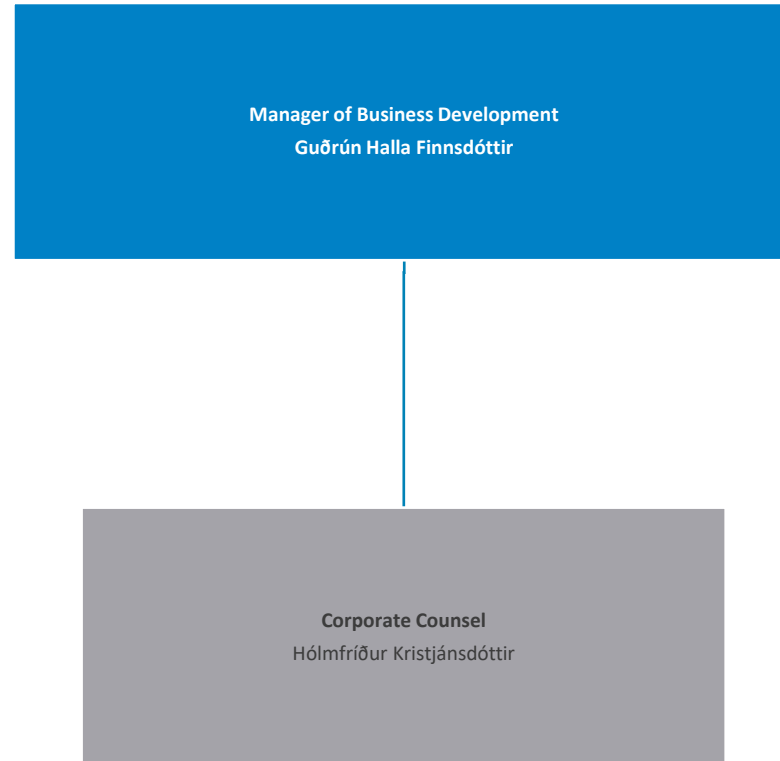 Manager of Business Development
Guðrún Halla Finnsdóttir
Corporate Counsel
Hólmfríður Kristjánsdóttir